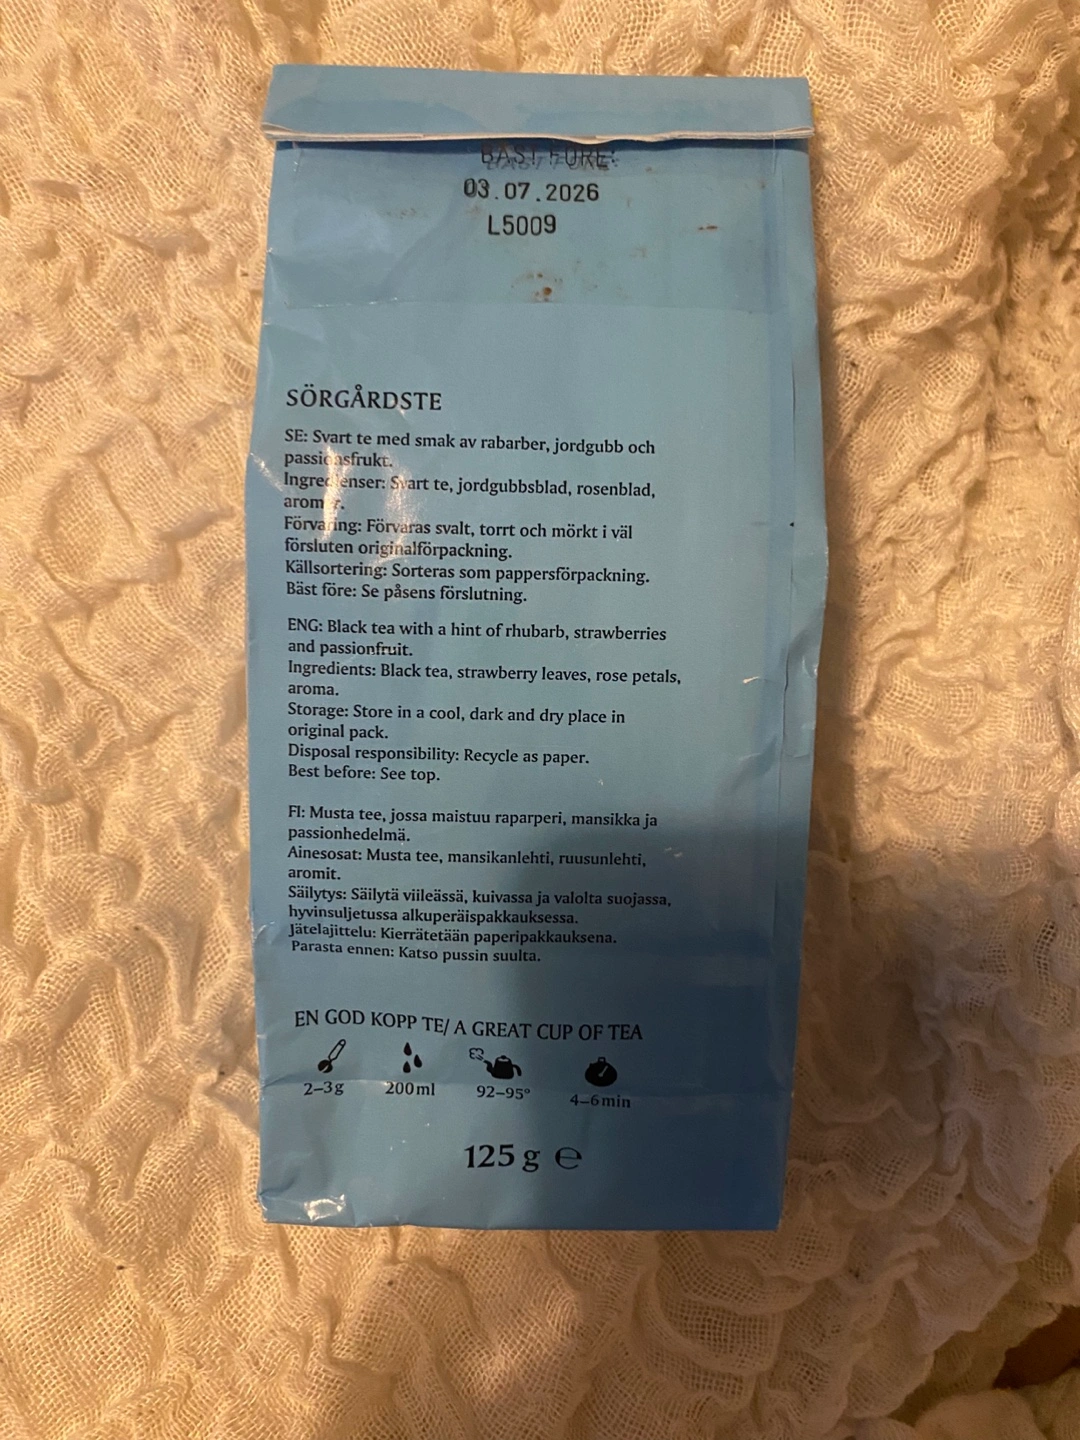 BÄST FÖRE:
03.07.2026
L5009
SÖRGÅRDSTE
SE: Svart te med smak av rabarber, jordgubb och
passionsfrukt.
Ingredienser: Svart te, jordgubbsblad, rosenblad,
aromer.
Förvaring: Förvaras svalt, torrt och mörkt i väl
försluten originalförpackning.
Källsortering: Sorteras som pappersförpackning.
Bäst före: Se påsens förslutning.
ENG: Black tea with a hint of rhubarb, strawberries
and passionfruit.
Ingredients: Black tea, strawberry leaves, rose petals,
aroma.
Storage: Store in a cool, dark and dry place in
original pack.
Disposal responsibility: Recycle as paper.
Best before: See top.
FI: Musta tee, jossa maistuu raparperi, mansikka ja
passionhedelmä.
Ainesosat: Musta tee, mansikanlehti, ruusunlehti,
aromit.
Säilytys: Säilytä viileässä, kuivassa ja valolta suojassa,
hyvinsuljetussa alkuperäispakkauksessa.
Jätelajittelu: Kierrätetään paperipakkauksena.
Parasta ennen: Katso pussin suulta.
EN GOD KOPP TE/ A GREAT CUP OF TEA
2–3g 200ml 92–95° 4–6min
125 g ℮